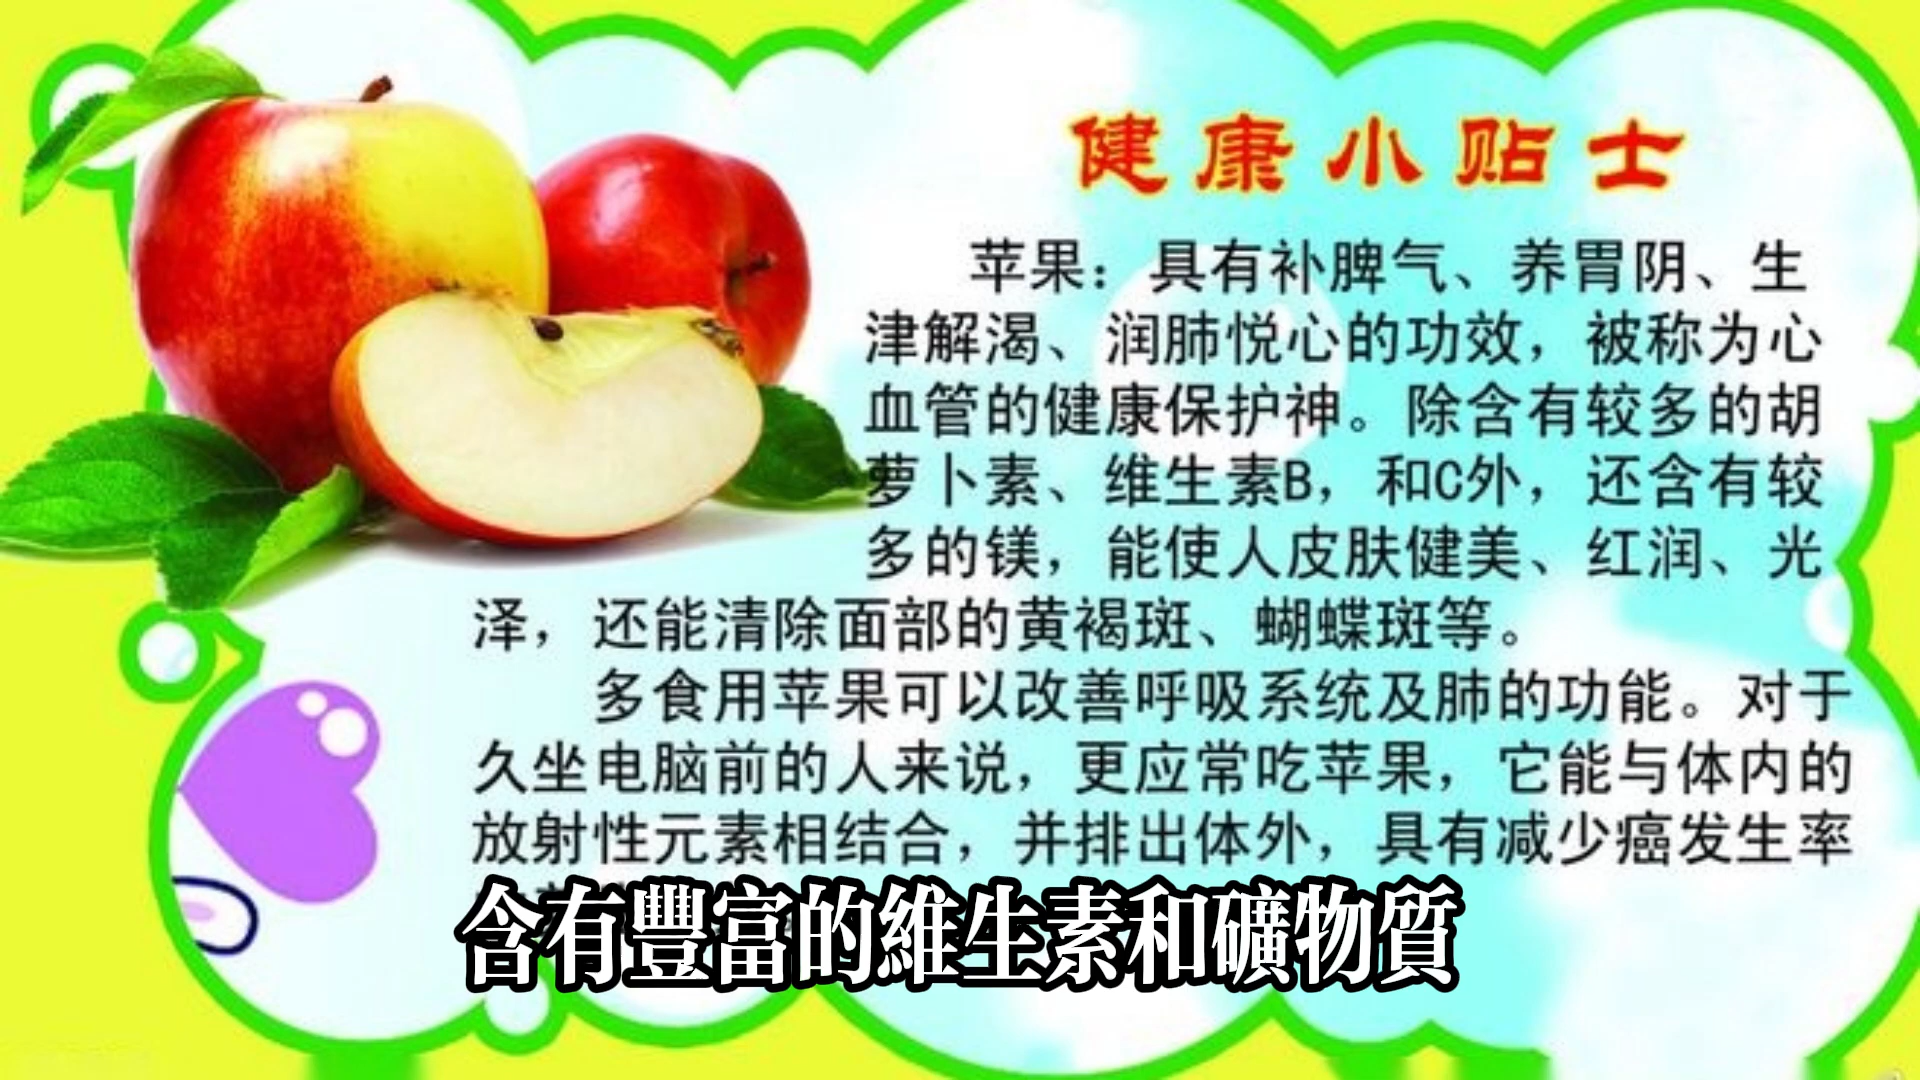 健康小贴士
苹果：具有补脾气、养胃阴、生
津解渴、润肺悦心的功效，被称为心
血管的健康保护神。除含有较多的胡
萝卜素、维生素B，和C外，还含有较
多的镁，能使人皮肤健美、红润、光
泽，还能清除面部的黄褐斑、蝴蝶斑等。
多食用苹果可以改善呼吸系统及肺的功能。对于
久坐电脑前的人来说，更应常吃苹果，它能与体内的
放射性元素相结合，并排出体外，具有减少癌发生率
含有豐富的維生素和礦物質